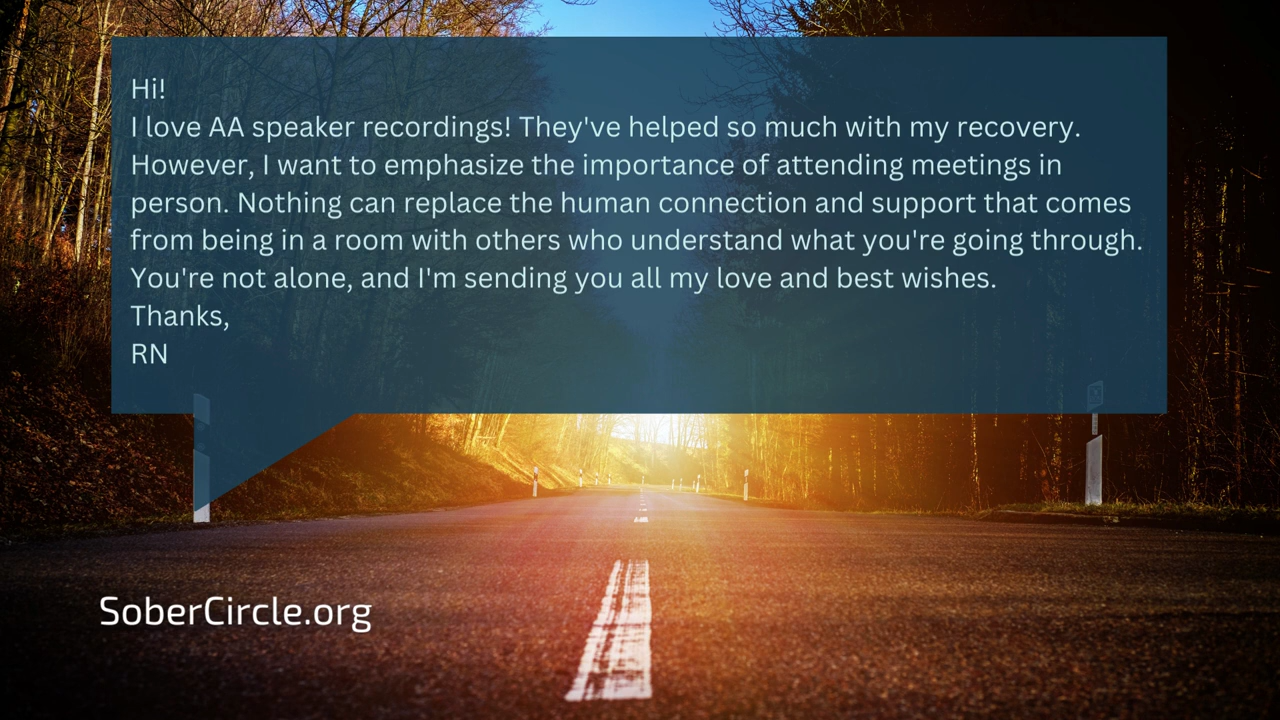 Hi!
I love AA speaker recordings! They've helped so much with my recovery.
However, I want to emphasize the importance of attending meetings in
person. Nothing can replace the human connection and support that comes
from being in a room with others who understand what you're going through.
You're not alone, and I'm sending you all my love and best wishes.
Thanks,
RN
SoberCircle.org